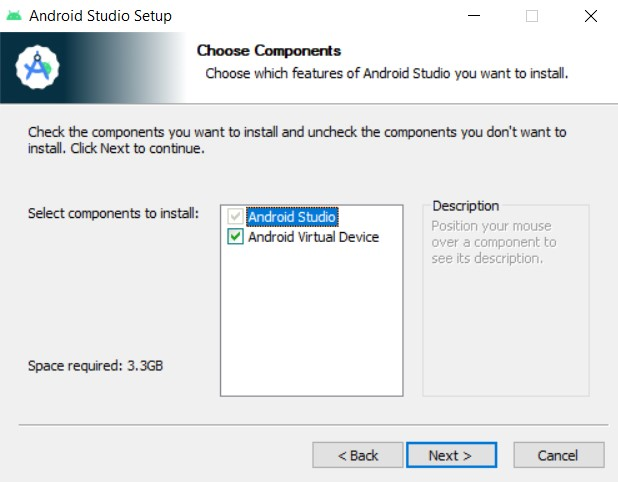 Android Studio Setup
Choose Components
Choose which features of Android Studio you want to install.
Check the components you want to install and uncheck the components you don't want to
install. Click Next to continue.
Select components to install:
Android Studio
Android Virtual Device
Description
Position your mouse
over a component to
see its description.
Space required: 3.3GB
< Back
Next >
Cancel